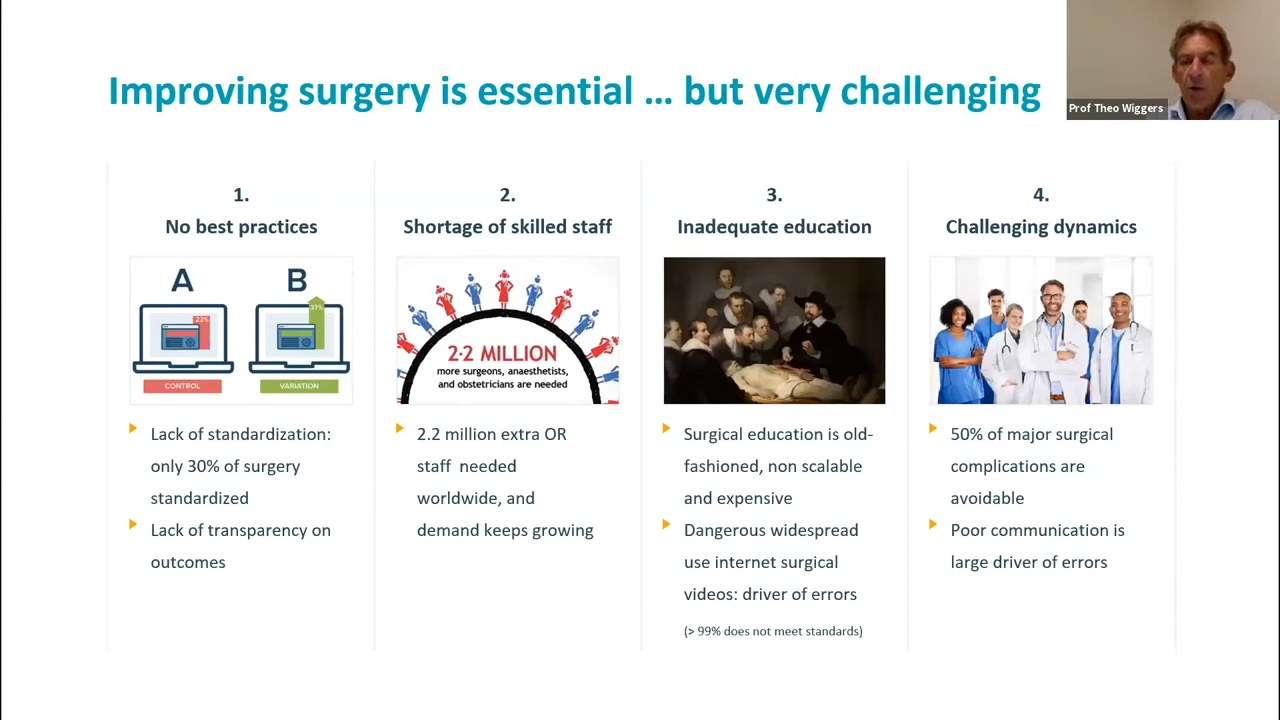 Improving surgery is essential … but very challenging
Prof Theo Wiggers
1.
No best practices
A
B
23%
37%
CONTROL
VARIATION
Lack of standardization:
only 30% of surgery
standardized
Lack of transparency on
outcomes
2.
Shortage of skilled staff
2·2 MILLION
more surgeons, anaesthetists,
and obstetricians are needed
2.2 million extra OR
staff needed
worldwide, and
demand keeps growing
3.
Inadequate education
Surgical education is old-
fashioned, non scalable
and expensive
Dangerous widespread
use internet surgical
videos: driver of errors
(> 99% does not meet standards)
4.
Challenging dynamics
50% of major surgical
complications are
avoidable
Poor communication is
large driver of errors